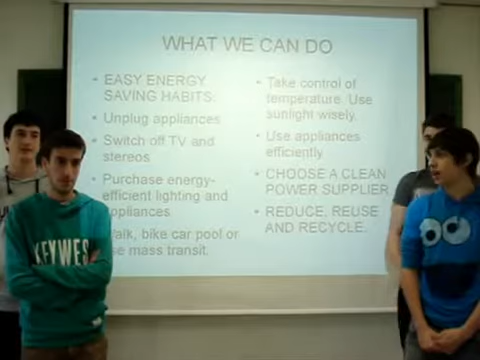 WHAT WE CAN DO
• EASY ENERGY
SAVING HABITS:
• Unplug appliances
• Switch off TV and
stereos
• Purchase energy-
efficient lighting and
appliances
bike car pool or
mass transit.
• Take control of
temperature. Use
sunlight wisely.
• Use appliances
efficiently
• CHOOSE A CLEAN
POWER SUPPLIER
• REDUCE, REUSE
AND RECYCLE.
KEYWES